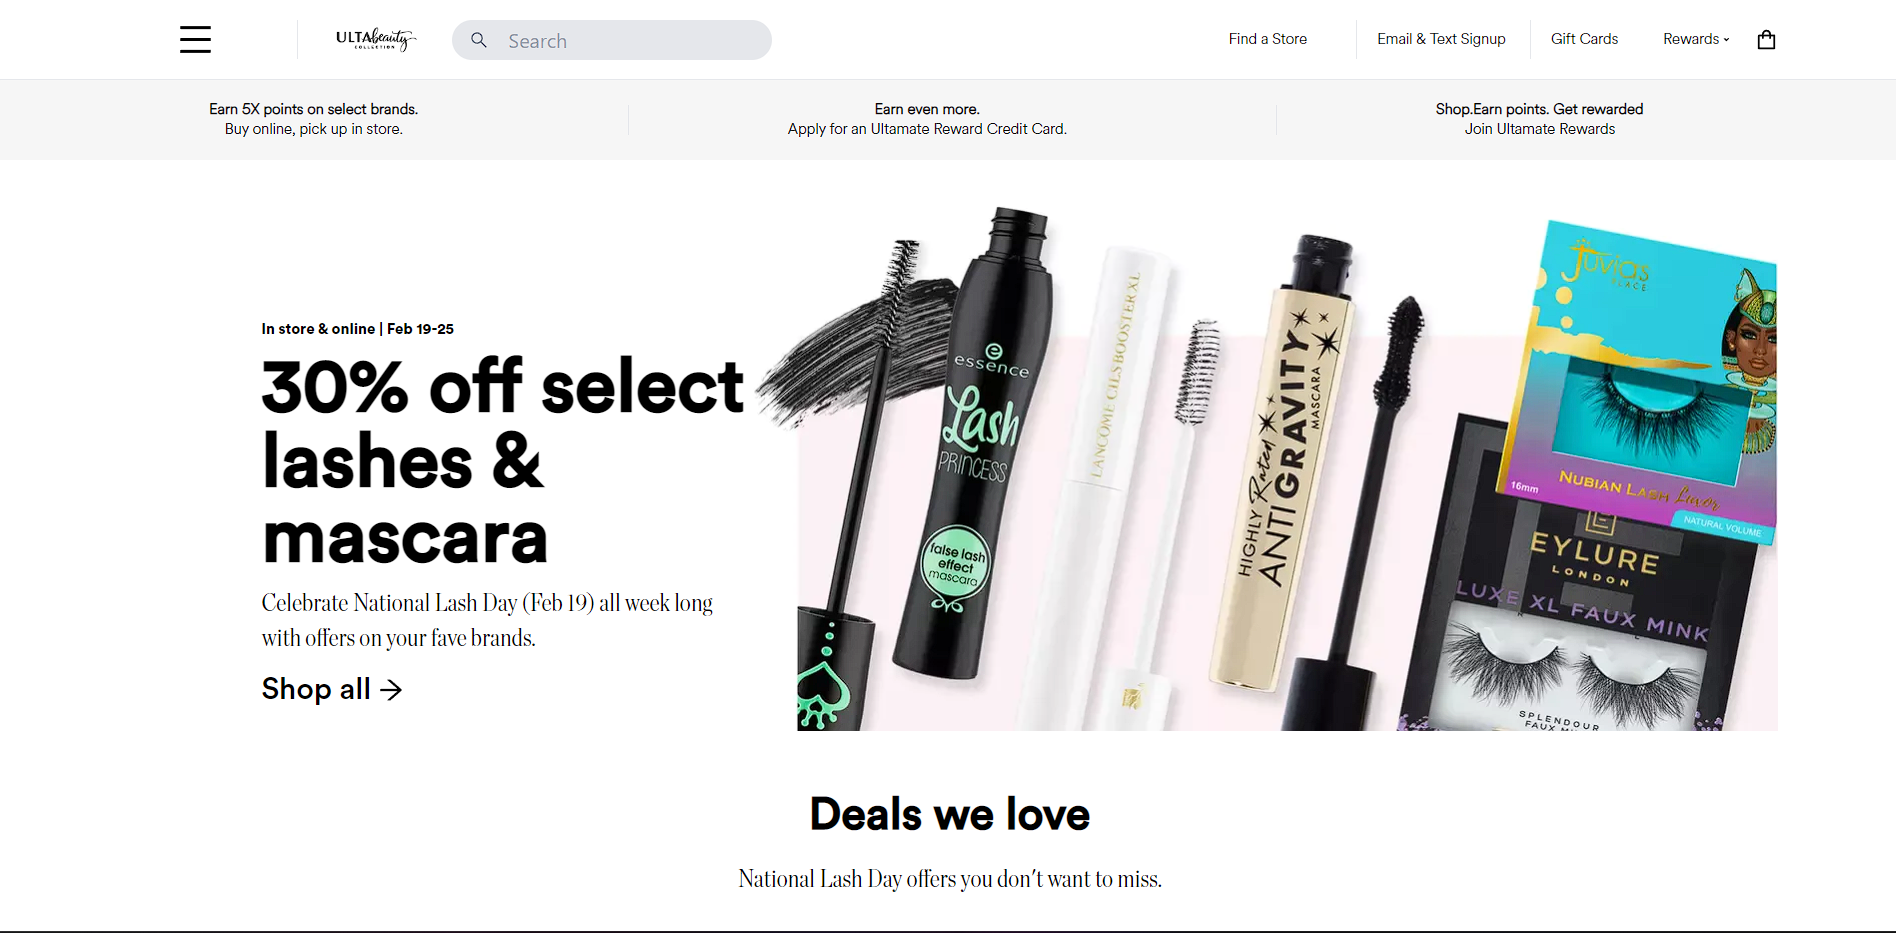 ULTA beauty
COLLECTION
Search
Find a Store
Email & Text Signup
Gift Cards
Rewards
Earn 5X points on select brands.
Buy online, pick up in store.
Earn even more.
Apply for an Ultamate Reward Credit Card.
Shop.Earn points. Get rewarded
Join Ultamate Rewards
In store & online | Feb 19-25
30% off select
lashes &
mascara
Celebrate National Lash Day (Feb 19) all week long
with offers on your fave brands.
Shop all
essence
Lash
PRINCESS
false lash
effect
mascara
LANCOME CILS BOOSTER XL
HIGHLY Rated
ANTIGRAVITY
MASCARA
Juvia's
PLACE
16mm
NUBIAN LASH Luxor
NATURAL VOLUME
EYLURE
LONDON
LUXE XL FAUX MINK
SPLENDOUR
FAUX
Deals we love
National Lash Day offers you don't want to miss.